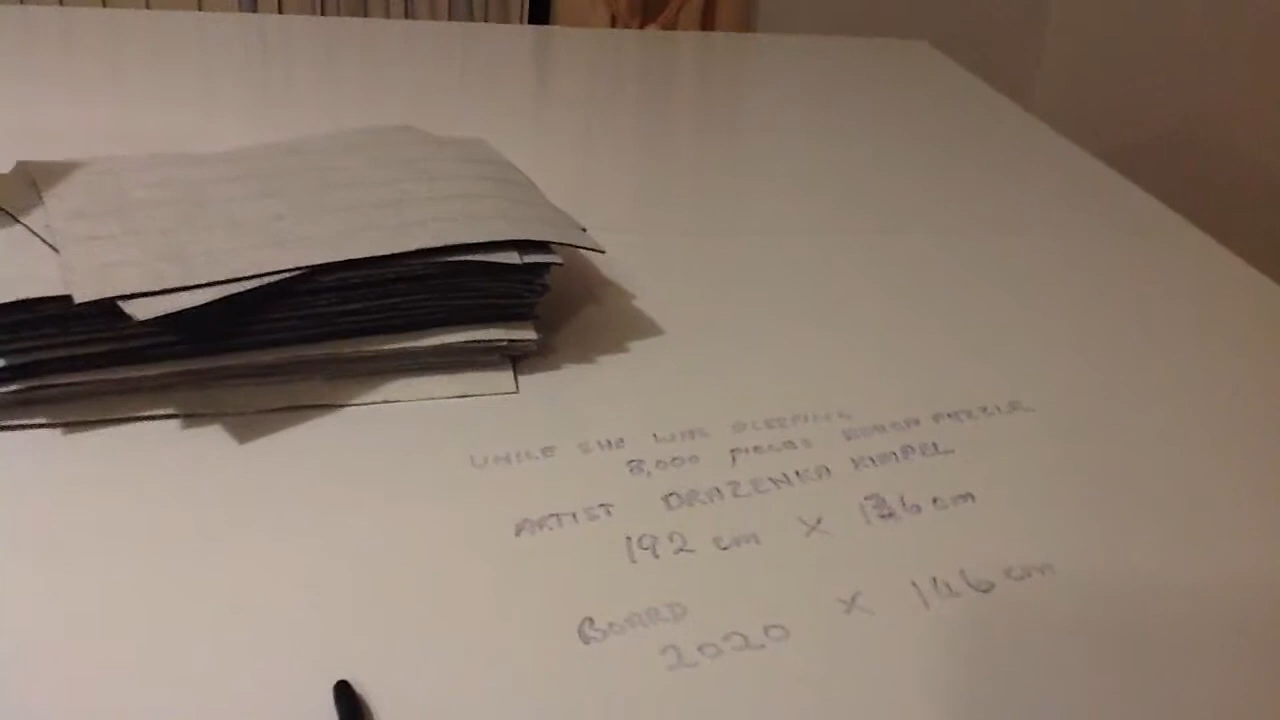 WHILE SHE WAS SLEEPING
8,000 PIECES EDUCA PUZZLE
ARTIST DRAZENKA KIMPEL
192 cm X 136 cm
BOARD
2020 X 146 cm